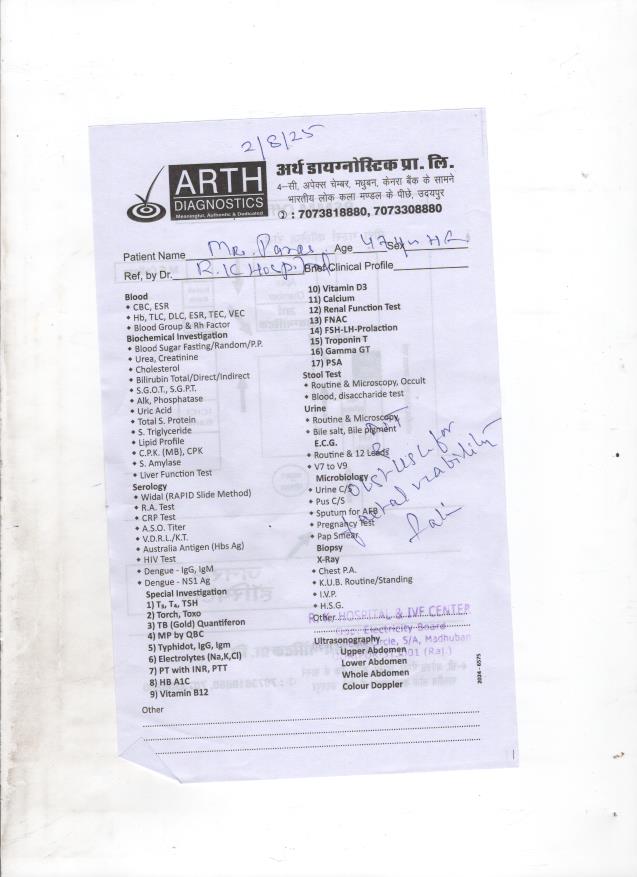 2/8/25
ARTH
DIAGNOSTICS
Meaningful, Authentic & Dedicated
अर्थ डायग्नोस्टिक प्रा. लि.
4-सी, अपेक्स चेम्बर, मधुबन, केनरा बैंक के सामने
भारतीय लोक कला मण्डल के पीछे, उदयपुर
: 7073818880, 7073308880
Patient Name Paras Age 47 Sex
Ref, by Dr. R.K Hospital Brief Clinical Profile
Blood
CBC, ESR
Hb, TLC, DLC, ESR, TEC, VEC
Blood Group & Rh Factor
Biochemical Investigation
Blood Sugar Fasting/Random/P.P.
Urea, Creatinine
Cholesterol
Bilirubin Total/Direct/Indirect
S.G.O.T., S.G.P.T.
Alk, Phosphatase
Uric Acid
Total S. Protein
S. Triglyceride
Lipid Profile
C.P.K. (MB), CPK
S. Amylase
Liver Function Test
Serology
Widal (RAPID Slide Method)
R.A. Test
CRP Test
A.S.O. Titer
V.D.R.L./K.T.
Australia Antigen (Hbs Ag)
HIV Test
Dengue - IgG, IgM
Dengue - NS1 Ag
Special Investigation
1) T₃, T₄, TSH
2) Torch, Toxo
3) TB (Gold) Quantiferon
4) MP by QBC
5) Typhidot, IgG, Igm
6) Electrolytes (Na,K,Cl)
7) PT with INR, PTT
8) HB A1C
9) Vitamin B12
10) Vitamin D3
11) Calcium
12) Renal Function Test
13) FNAC
14) FSH-LH-Prolaction
15) Troponin T
16) Gamma GT
17) PSA
Stool Test
Routine & Microscopy, Occult
Blood, disaccharide test
Urine
Routine & Microscopy
Bile salt, Bile pigment
E.C.G.
Routine & 12 Leads
V7 to V9
Microbiology
Urine C/S
Pus C/S
Sputum for AFB
Pregnancy Test
Pap Smear
Biopsy
X-Ray
Chest P.A.
K.U.B. Routine/Standing
I.V.P.
H.S.G.
Other
Ultrasonography
Upper Abdomen
Lower Abdomen
Whole Abdomen
Colour Doppler
for
foetal viability
HOSPITAL & IVF CENTER
Electricity Board
5/A, Madhuban
(Raj.)
2024-6575
Other